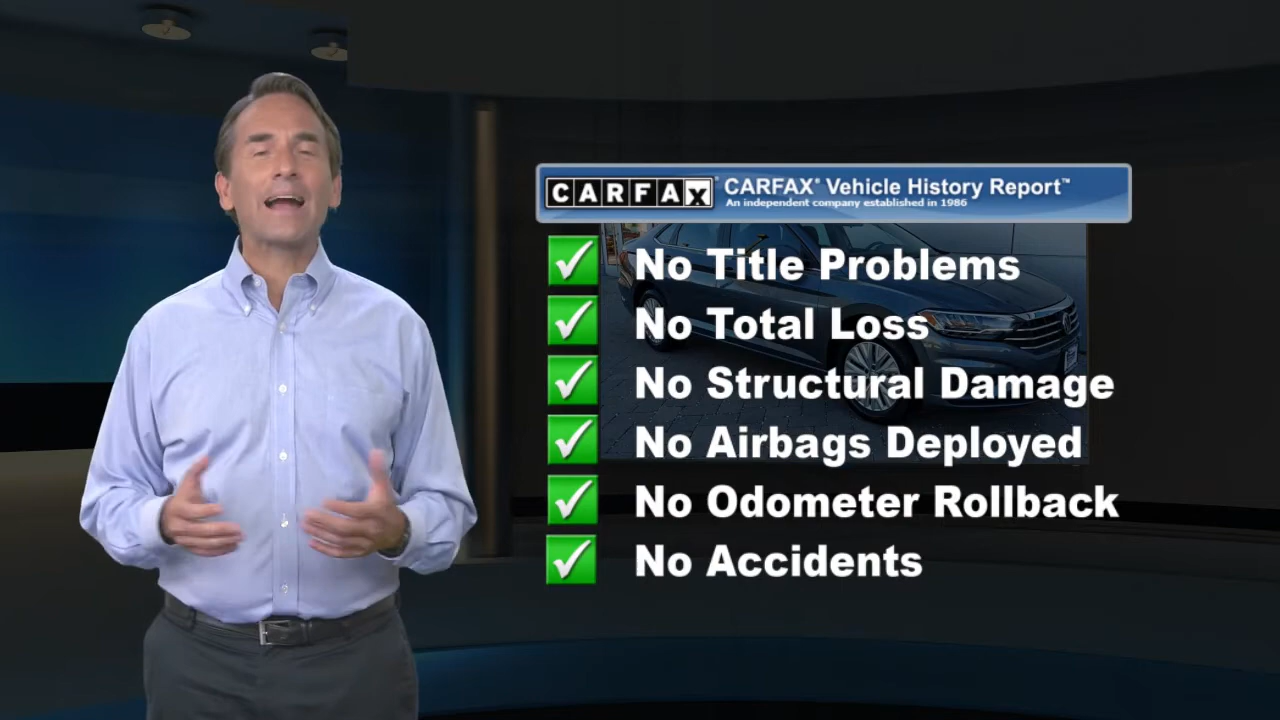 CARFAX® CARFAX® Vehicle History Report™
An independent company established in 1986
No Title Problems
No Total Loss
No Structural Damage
No Airbags Deployed
No Odometer Rollback
No Accidents